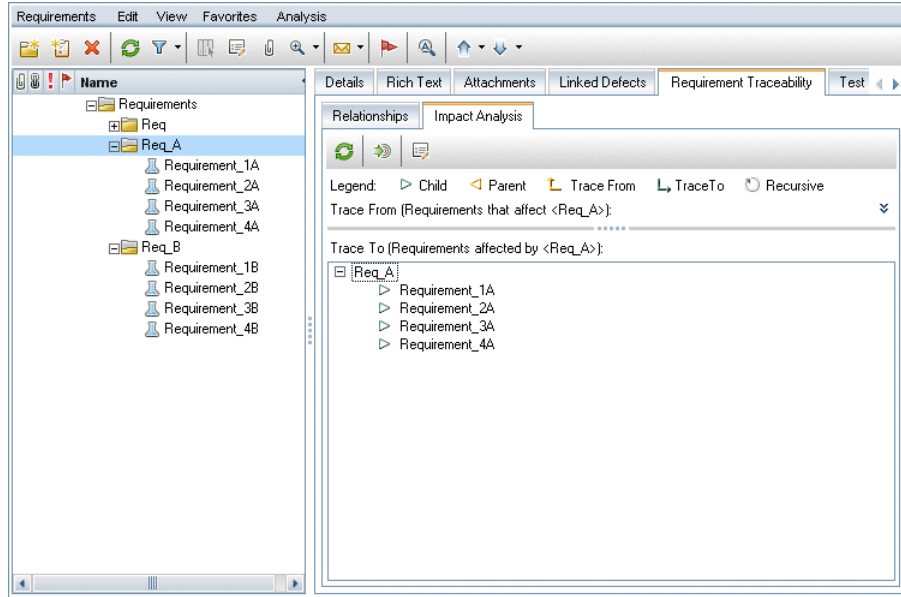 Requirements Edit View Favorites Analysis
Name
Requirements
Req
Req_A
Requirement_1A
Requirement_2A
Requirement_3A
Requirement_4A
Req_B
Requirement_1B
Requirement_2B
Requirement_3B
Requirement_4B
Details Rich Text Attachments Linked Defects Requirement Traceability Test
Relationships Impact Analysis
Legend: Child Parent Trace From TraceTo Recursive
Trace From (Requirements that affect <Req_A>):
Trace To (Requirements affected by <Req_A>):
Req_A
Requirement_1A
Requirement_2A
Requirement_3A
Requirement_4A